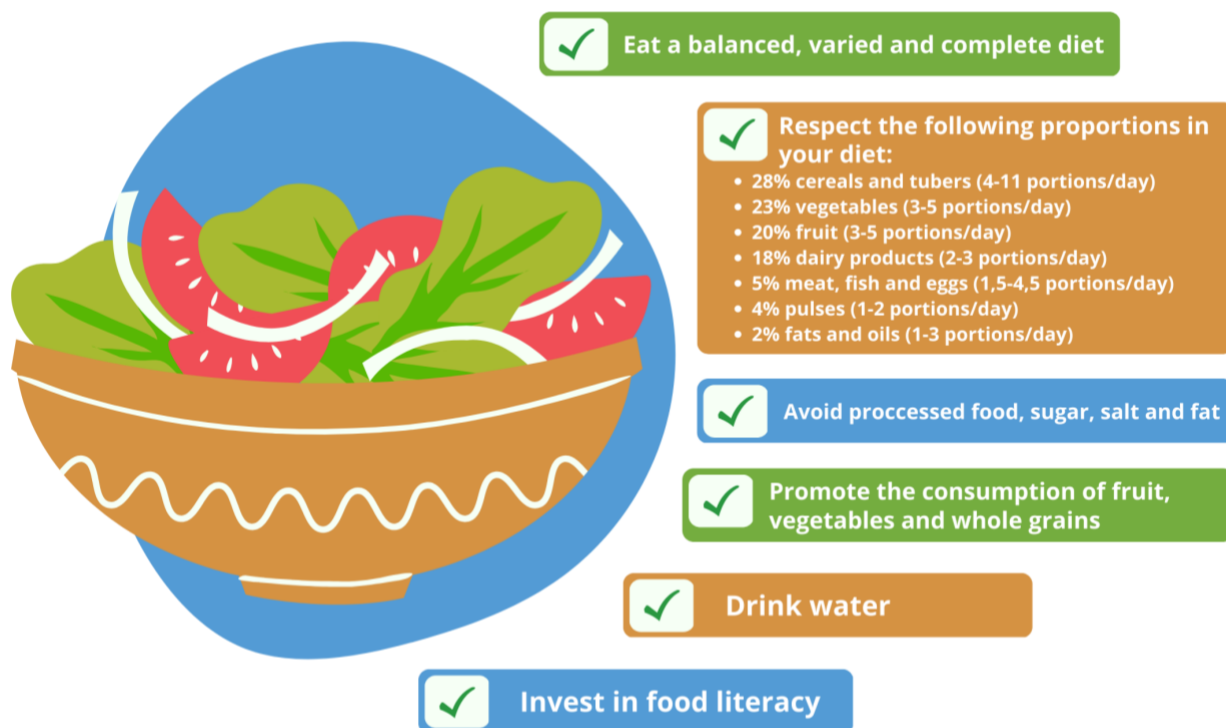 Eat a balanced, varied and complete diet
Respect the following proportions in
your diet:
• 28% cereals and tubers (4-11 portions/day)
• 23% vegetables (3-5 portions/day)
• 20% fruit (3-5 portions/day)
• 18% dairy products (2-3 portions/day)
• 5% meat, fish and eggs (1,5-4,5 portions/day)
• 4% pulses (1-2 portions/day)
• 2% fats and oils (1-3 portions/day)
Avoid proccessed food, sugar, salt and fat
Promote the consumption of fruit,
vegetables and whole grains
Drink water
Invest in food literacy